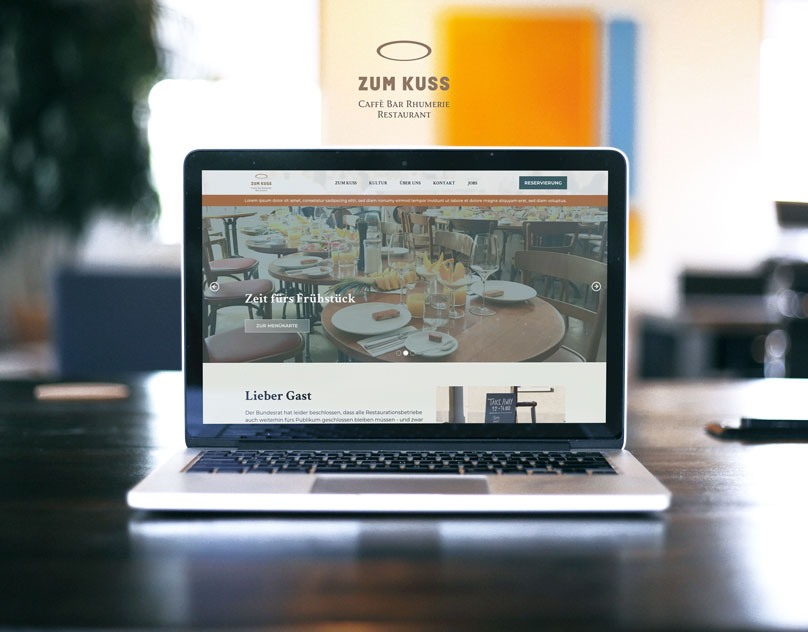 ZUM KUSS
CAFFÈ BAR RHUMERIE
RESTAURANT
ZUM KUSS
ZUM KUSS KULTUR ÜBER UNS KONTAKT JOBS RESERVIERUNG
Lorem ipsum dolor sit amet, consetetur sadipscing elitr, sed diam nonumy eirmod tempor invidunt ut labore et dolore magna aliquyam erat, sed diam voluptua.
Zeit fürs Frühstück
ZUR MENÜKARTE
Lieber Gast
Der Bundesrat hat leider beschlossen, dass alle Restaurationsbetriebe
auch weiterhin fürs Publikum geschlossen bleiben müssen - und zwar
TAKE AWAY